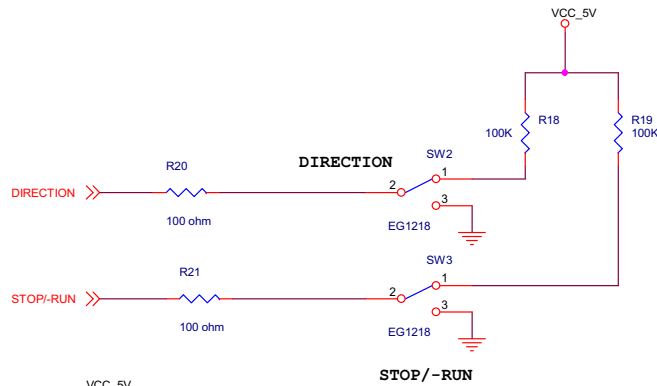 VCC_5V
R18
100K
R19
100K
R20
DIRECTION
SW2
1
DIRECTION
2
3
100 ohm
EG1218
R21
SW3
1
STOP/-RUN
2
3
100 ohm
EG1218
STOP/-RUN
VCC_5V